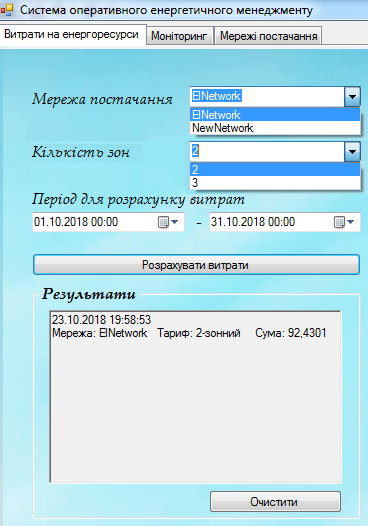 Система оперативного енергетичного менеджменту
Витрати на енергоресурси Моніторинг Мережі постачання
Мережа постачання ElNetwork
ElNetwork
NewNetwork
Кількість зон 2
2
3
Період для розрахунку витрат
01.10.2018 00:00 - 31.10.2018 00:00
Розрахувати витрати
Результати
23.10.2018 19:58:53
Мережа: ElNetwork Тариф: 2-зонний Сума: 92,4301
Очистити